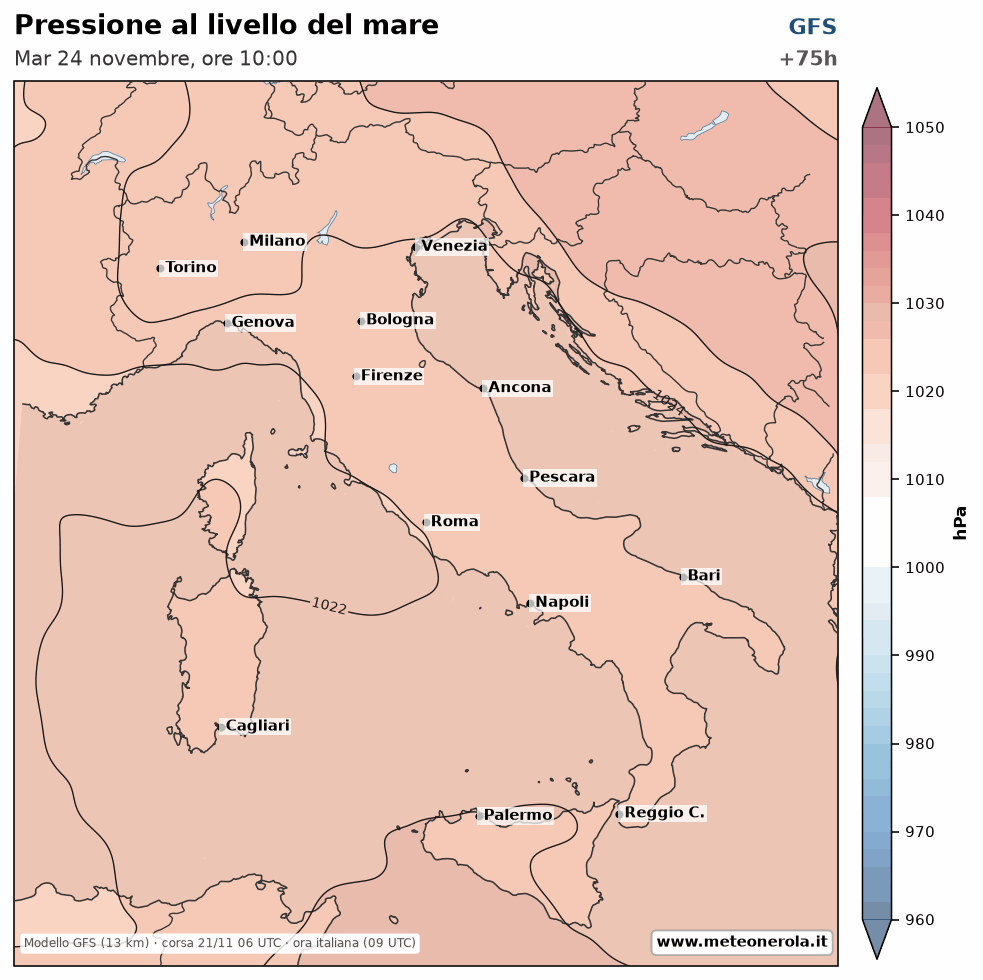 Pressione al livello del mare
GFS
Mar 24 novembre, ore 10:00
+75h
1050
1040
1030
1020
1010
1000
990
980
970
960
hPa
Milano
Venezia
Torino
Genova
Bologna
Firenze
Ancona
1024
Pescara
Roma
Bari
Napoli
1022
Cagliari
Palermo
Reggio C.
Modello GFS (13 km) · corsa 21/11 06 UTC · ora italiana (09 UTC)
www.meteonerola.it